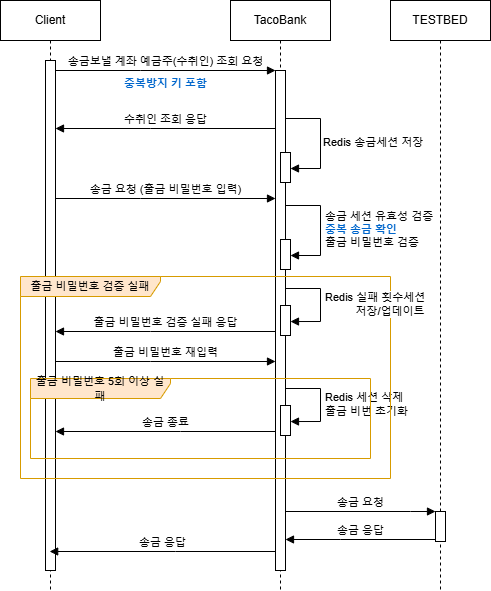 Client
TacoBank
TESTBED
송금보낼 계좌 예금주(수취인) 조회 요청
중복방지 키 포함
수취인 조회 응답
Redis 송금세션 저장
송금 요청 (출금 비밀번호 입력)
송금 세션 유효성 검증
중복 송금 확인
출금 비밀번호 검증
출금 비밀번호 검증 실패
Redis 실패 횟수세션
저장/업데이트
출금 비밀번호 검증 실패 응답
출금 비밀번호 재입력
출금 비밀번호 5회 이상 실
패
Redis 세션 삭제
출금 비번 초기화
송금 종료
송금 요청
송금 응답
송금 응답